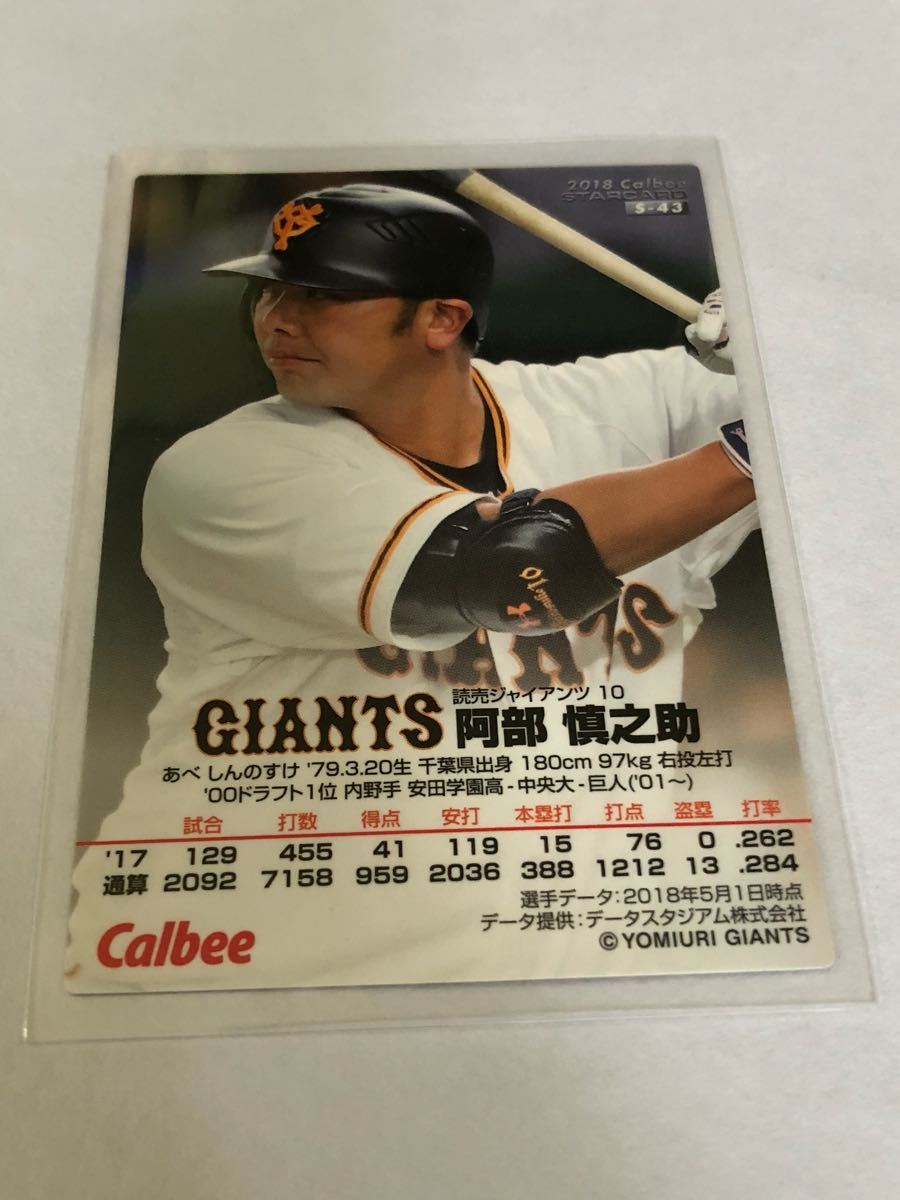 2018 Calbee
STARCARD
S-43
10
GIANTS
読売ジャイアンツ 10
GIANTS 阿部 慎之助
あべ しんのすけ '79.3.20生 千葉県出身 180cm 97kg 右投左打
'00ドラフト1位 内野手 安田学園高-中央大-巨人('01〜)
試合 打数 得点 安打 本塁打 打点 盗塁 打率
'17 129 455 41 119 15 76 0 .262
通算 2092 7158 959 2036 388 1212 13 .284
選手データ:2018年5月1日時点
データ提供:データスタジアム株式会社
Calbee
©YOMIURI GIANTS